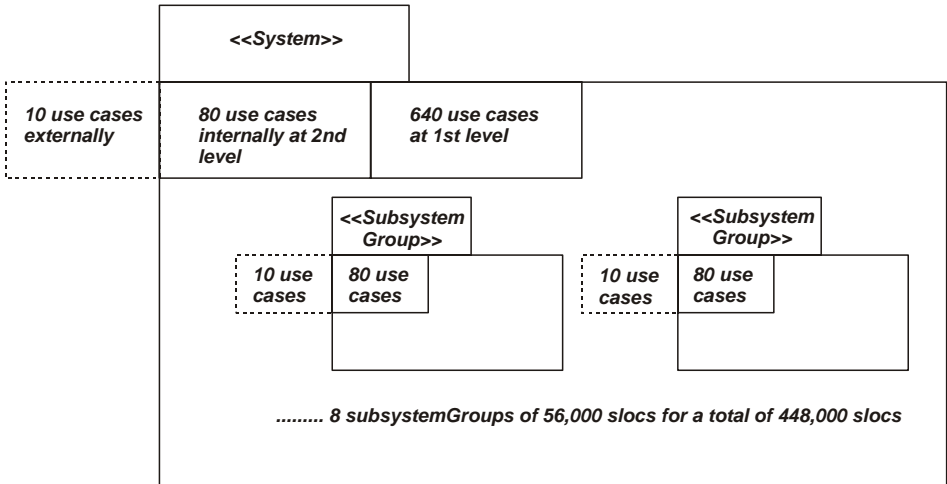 <<System>>
10 use cases
externally
80 use cases
internally at 2nd
level
640 use cases
at 1st level
<<Subsystem
Group>>
10 use
cases
80 use
cases
<<Subsystem
Group>>
10 use
cases
80 use
cases
......... 8 subsystemGroups of 56,000 slocs for a total of 448,000 slocs